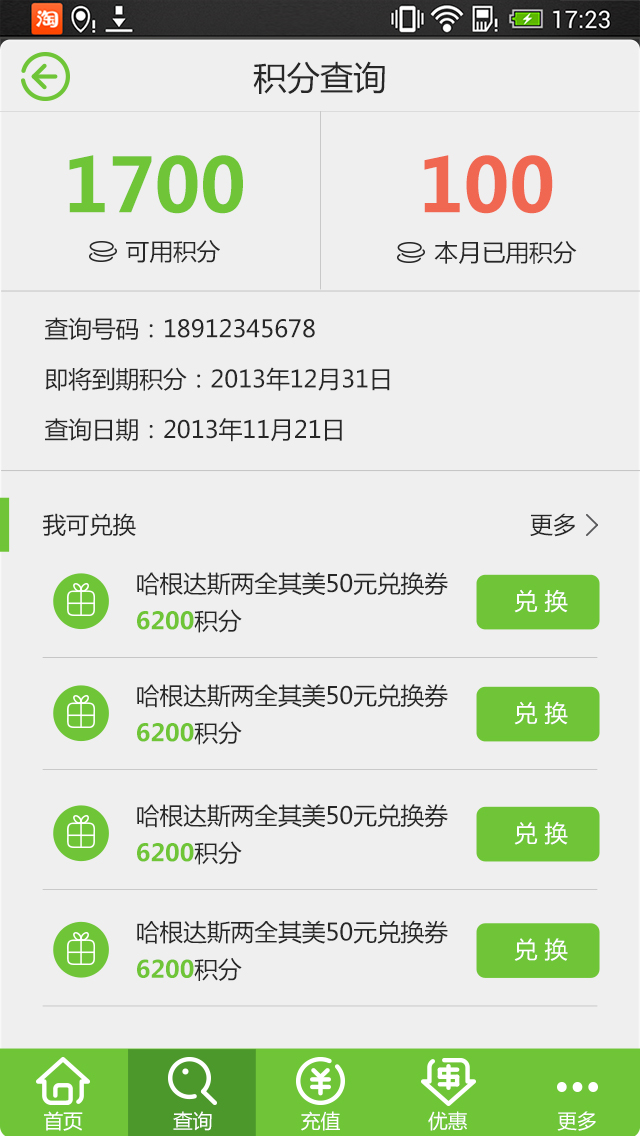 淘 17:23
积分查询
1700 100
可用积分 本月已用积分
查询号码：18912345678
即将到期积分：2013年12月31日
查询日期：2013年11月21日
我可兑换 更多
哈根达斯两全其美50元兑换券
6200积分 兑 换
哈根达斯两全其美50元兑换券
6200积分 兑 换
哈根达斯两全其美50元兑换券
6200积分 兑 换
哈根达斯两全其美50元兑换券
6200积分 兑 换
首页 查询 充值 优惠 更多